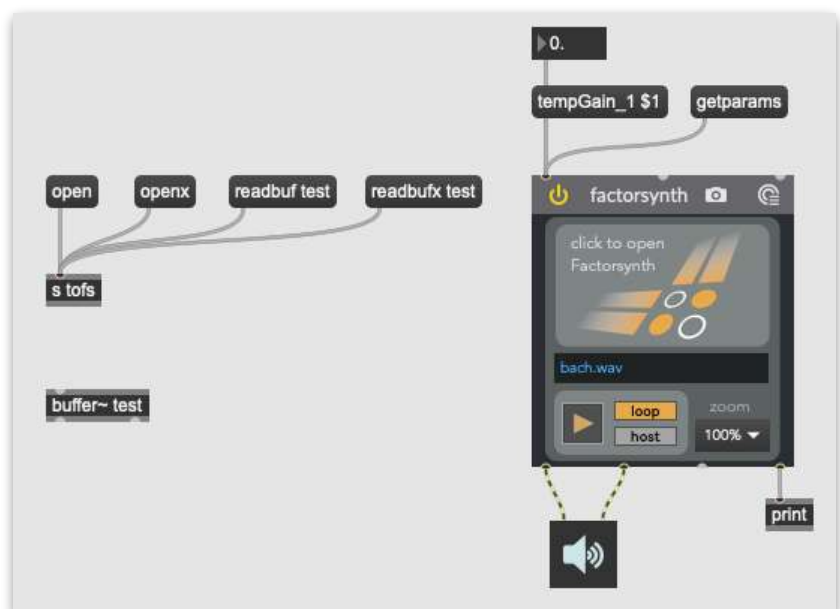 0.
tempGain_1 $1
getparams
open
openx
readbuf test
readbufx test
factorsynth
click to open
Factorsynth
s tofs
bach.wav
buffer~ test
loop
zoom
host
100%
print